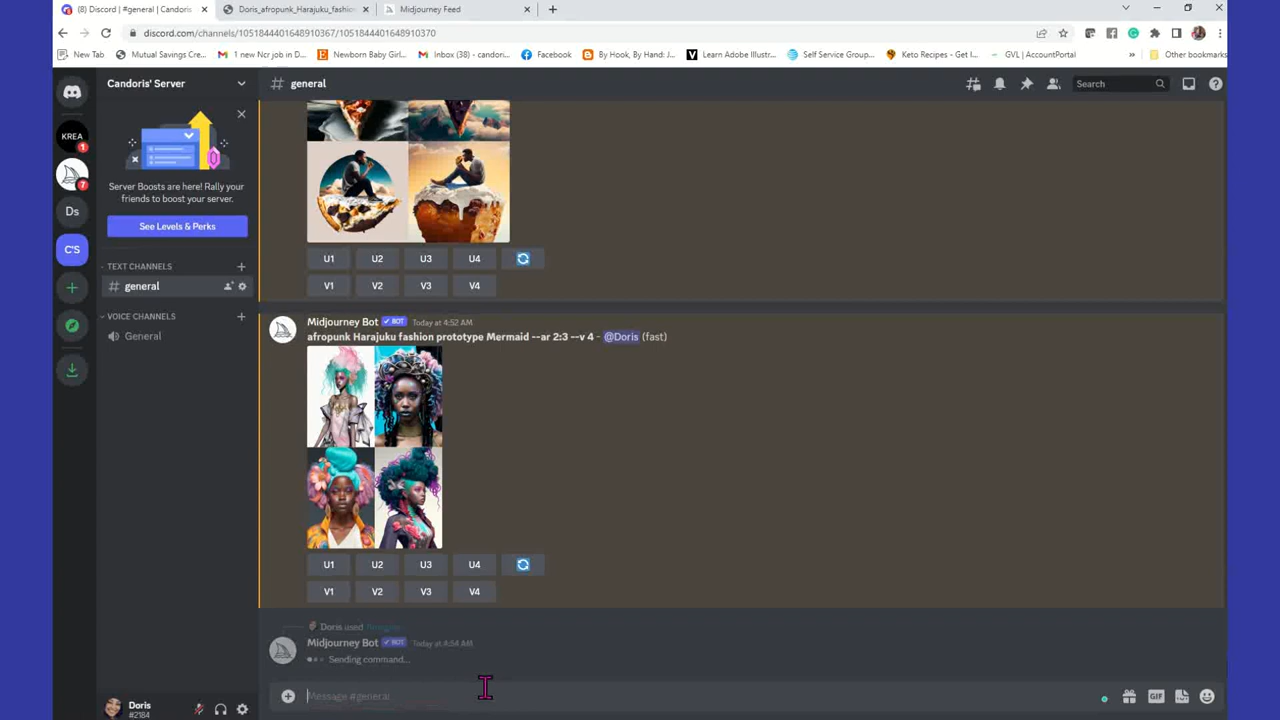 (8) Discord | #general | Candoris
Doris_afropunk_Harajuku_fashion
Midjourney Feed
discord.com/channels/1051844401648910367/1051844401648910370
New Tab
Mutual Savings Cre...
1 new Ncr job in D...
Newborn Baby Girl...
Inbox (38) - candori...
Facebook
By Hook, By Hand: J...
Learn Adobe Illustr...
Self Service Group...
Keto Recipes - Get I...
GVL | AccountPortal
»
Other bookmarks
Candoris' Server
# general
Search
KREA
1
7
Ds
C'S
Server Boosts are here! Rally your
friends to boost your server.
See Levels & Perks
TEXT CHANNELS
# general
VOICE CHANNELS
General
U1 U2 U3 U4
V1 V2 V3 V4
Midjourney Bot ✓ BOT Today at 4:52 AM
afropunk Harajuku fashion prototype Mermaid --ar 2:3 --v 4 - @Doris (fast)
U1 U2 U3 U4
V1 V2 V3 V4
Doris used
Midjourney Bot ✓ BOT Today at 4:54 AM
Sending command...
Message #general
GIF
Doris
#2184